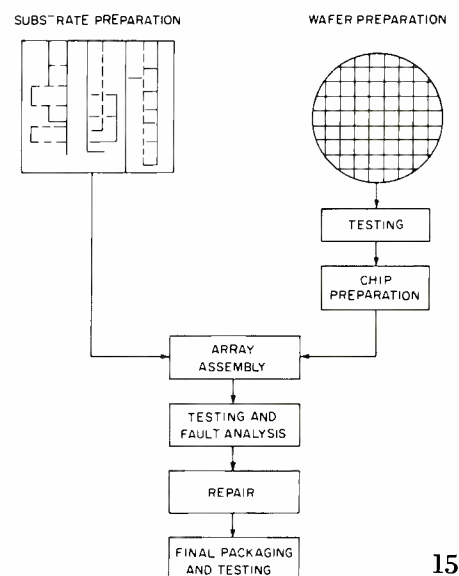 SUBSTRATE PREPARATION
WAFER PREPARATION
TESTING
CHIP
PREPARATION
ARRAY
ASSEMBLY
TESTING AND
FAULT ANALYSIS
REPAIR
FINAL PACKAGING
AND TESTING
15